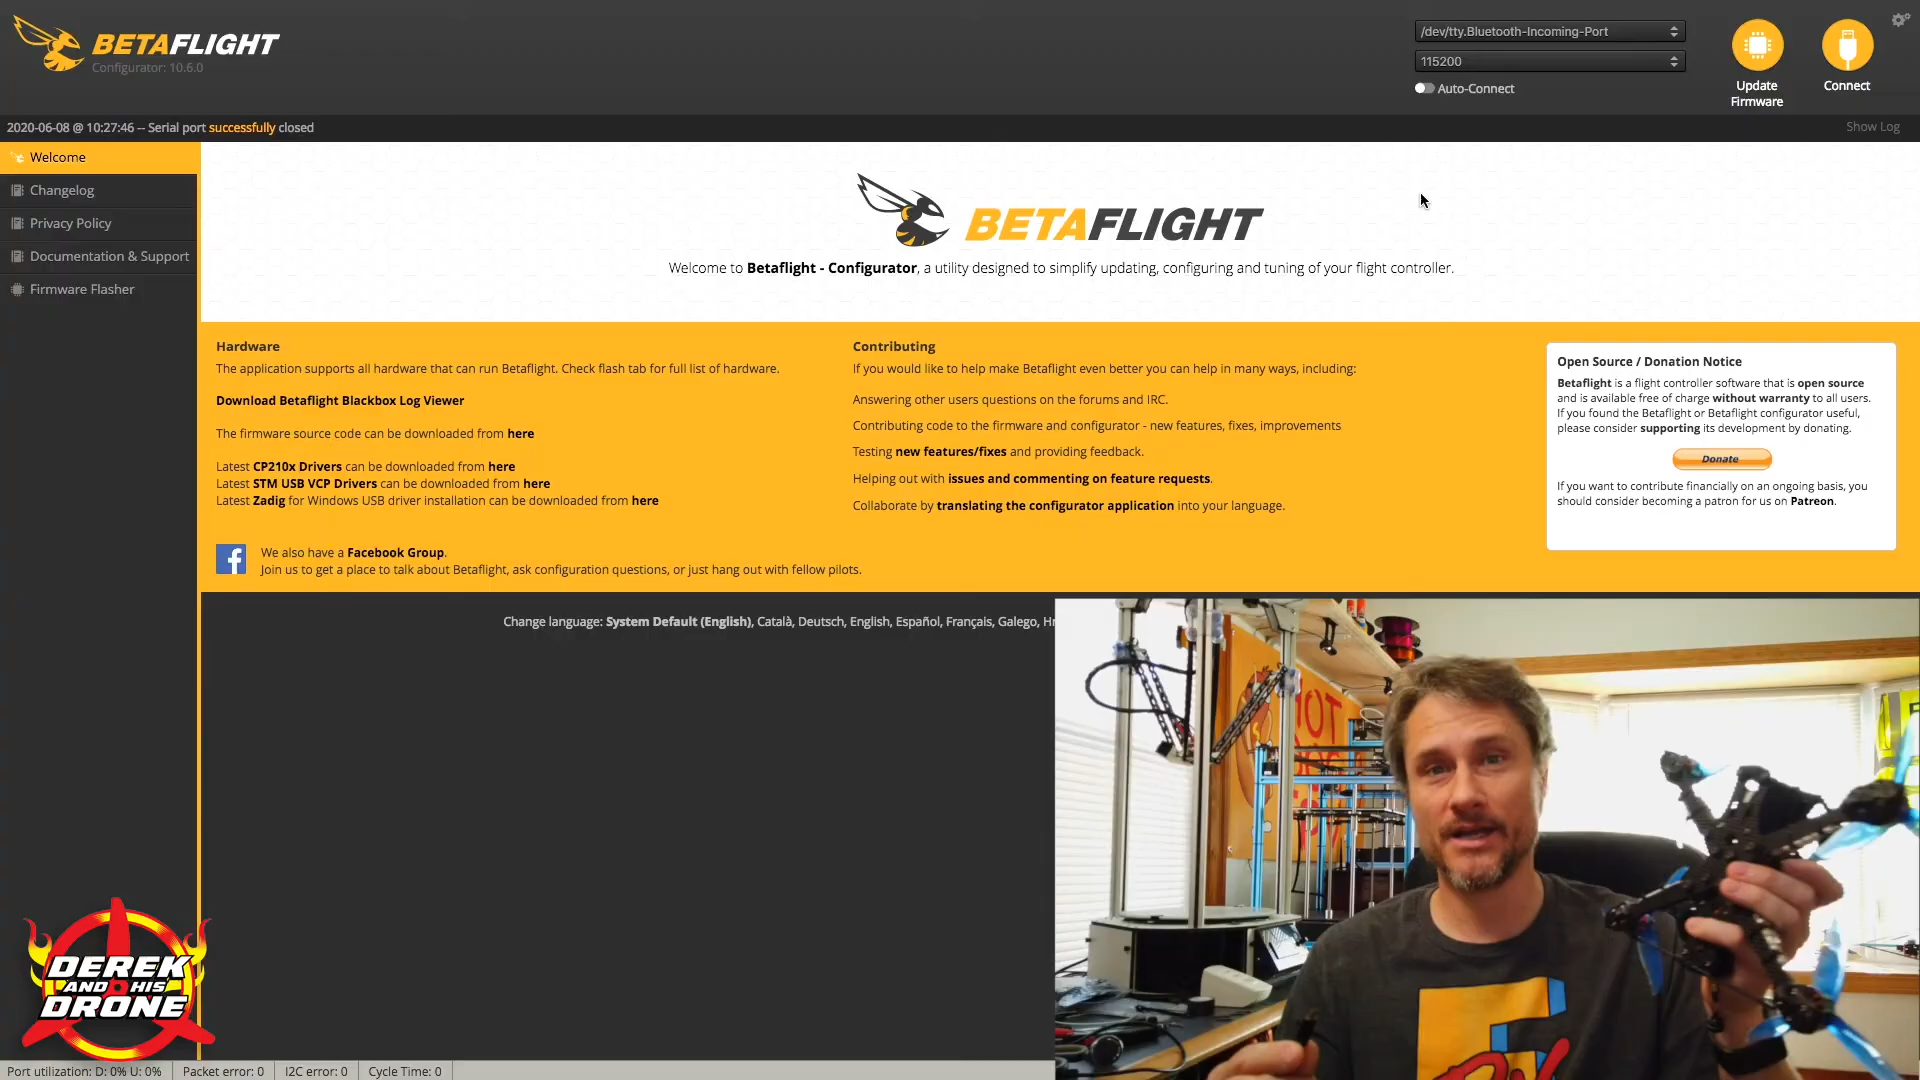 BETAFLIGHT
Configurator: 10.6.0
/dev/tty.Bluetooth-Incoming-Port
115200
Auto-Connect
Update
Firmware
Connect
2020-06-08 @ 10:27:46 -- Serial port successfully closed
Show Log
Welcome
Changelog
Privacy Policy
Documentation & Support
Firmware Flasher
BETAFLIGHT
Welcome to Betaflight - Configurator, a utility designed to simplify updating, configuring and tuning of your flight controller.
Hardware
The application supports all hardware that can run Betaflight. Check flash tab for full list of hardware.
Download Betaflight Blackbox Log Viewer
The firmware source code can be downloaded from here
Latest CP210x Drivers can be downloaded from here
Latest STM USB VCP Drivers can be downloaded from here
Latest Zadig for Windows USB driver installation can be downloaded from here
We also have a Facebook Group.
Join us to get a place to talk about Betaflight, ask configuration questions, or just hang out with fellow pilots.
Contributing
If you would like to help make Betaflight even better you can help in many ways, including:
Answering other users questions on the forums and IRC.
Contributing code to the firmware and configurator - new features, fixes, improvements
Testing new features/fixes and providing feedback.
Helping out with issues and commenting on feature requests.
Collaborate by translating the configurator application into your language.
Open Source / Donation Notice
Betaflight is a flight controller software that is open source
and is available free of charge without warranty to all users.
If you found the Betaflight or Betaflight configurator useful,
please consider supporting its development by donating.
Donate
If you want to contribute financially on an ongoing basis, you
should consider becoming a patron for us on Patreon.
Change language: System Default (English), Català, Deutsch, English, Español, Français, Galego,
DEREK
AND HIS
DRONE
Port utilization: D: 0% U: 0%
Packet error: 0
I2C error: 0
Cycle Time: 0